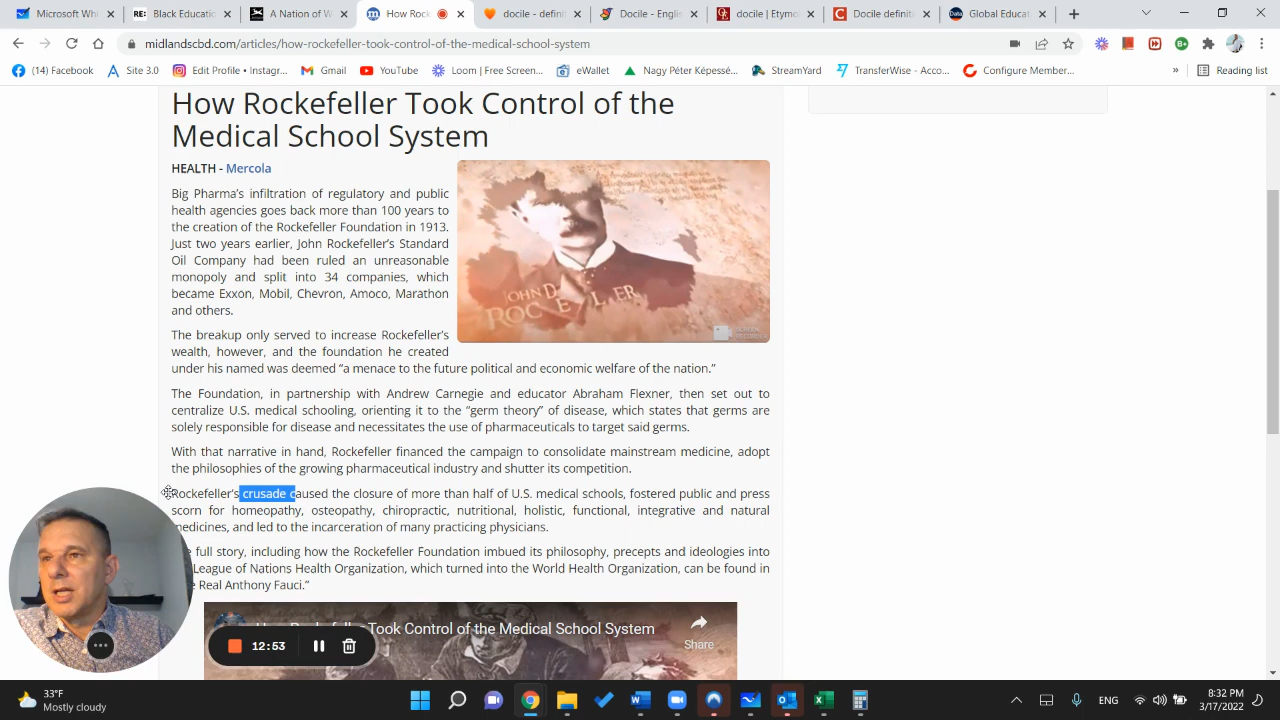 Microsoft Whi
RE: Black Educatio
A Nation of W
How Rock
docile - defini
Docile - Englis
docile | Etymo
Docile definiti
Global Educat
midlandscbd.com/articles/how-rockefeller-took-control-of-the-medical-school-system
(14) Facebook
Site 3.0
Edit Profile • Instagr...
Gmail
YouTube
Loom | Free Screen...
eWallet
Nagy Péter Képessé...
StreamYard
TransferWise - Acco...
Configure Member...
»
Reading list
How Rockefeller Took Control of the
Medical School System
HEALTH - Mercola
Big Pharma's infiltration of regulatory and public
health agencies goes back more than 100 years to
the creation of the Rockefeller Foundation in 1913.
Just two years earlier, John Rockefeller's Standard
Oil Company had been ruled an unreasonable
monopoly and split into 34 companies, which
became Exxon, Mobil, Chevron, Amoco, Marathon
and others.
JOHN D.
ROCKEFELLER
The breakup only served to increase Rockefeller's
wealth, however, and the foundation he created
under his named was deemed “a menace to the future political and economic welfare of the nation.”
The Foundation, in partnership with Andrew Carnegie and educator Abraham Flexner, then set out to
centralize U.S. medical schooling, orienting it to the “germ theory” of disease, which states that germs are
solely responsible for disease and necessitates the use of pharmaceuticals to target said germs.
With that narrative in hand, Rockefeller financed the campaign to consolidate mainstream medicine, adopt
the philosophies of the growing pharmaceutical industry and shutter its competition.
Rockefeller's crusade caused the closure of more than half of U.S. medical schools, fostered public and press
scorn for homeopathy, osteopathy, chiropractic, nutritional, holistic, functional, integrative and natural
medicines, and led to the incarceration of many practicing physicians.
full story, including how the Rockefeller Foundation imbued its philosophy, precepts and ideologies into
League of Nations Health Organization, which turned into the World Health Organization, can be found in
Real Anthony Fauci.”
How Rockefeller Took Control of the Medical School System
Share
12:53
33°F
Mostly cloudy
ENG
8:32 PM
3/17/2022